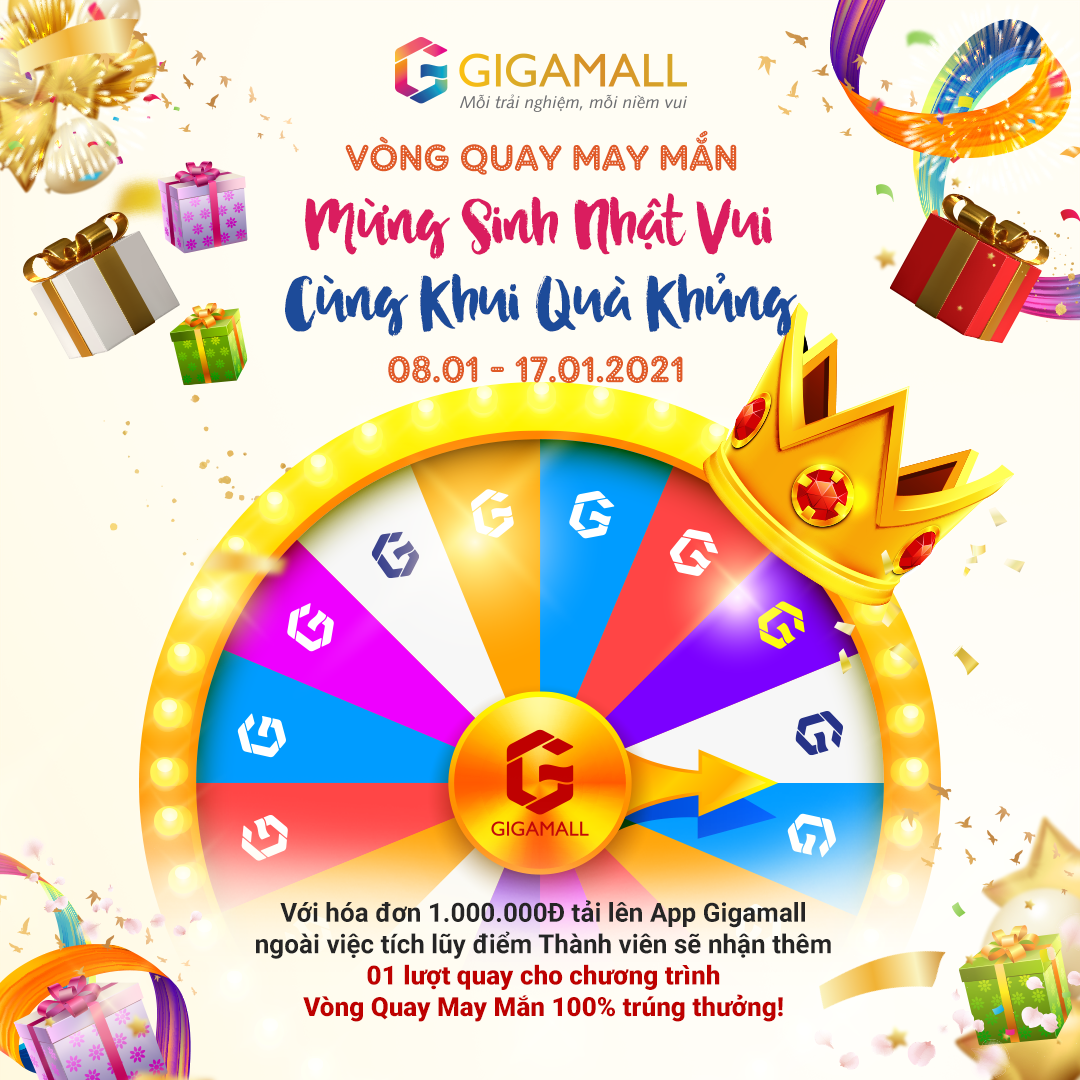 GIGAMALL
Mỗi trải nghiệm, mỗi niềm vui
VÒNG QUAY MAY MẮN
Mừng Sinh Nhật Vui
Cùng Khui Quà Khủng
08.01 - 17.01.2021
GIGAMALL
Với hóa đơn 1.000.000Đ tải lên App Gigamall
ngoài việc tích lũy điểm Thành viên sẽ nhận thêm
01 lượt quay cho chương trình
Vòng Quay May Mắn 100% trúng thưởng!